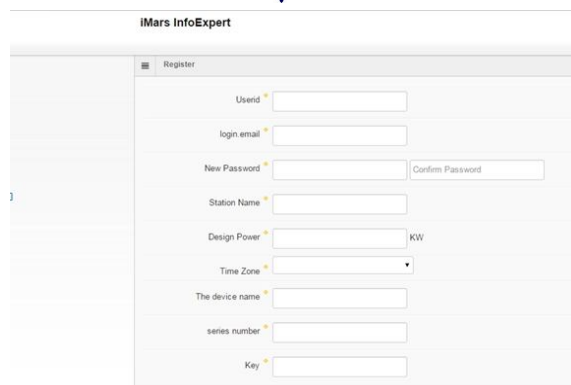 iMars InfoExpert
Register
Userid *
login.email *
New Password * Confirm Password
Station Name *
Design Power * KW
Time Zone *
The device name *
series number *
Key *